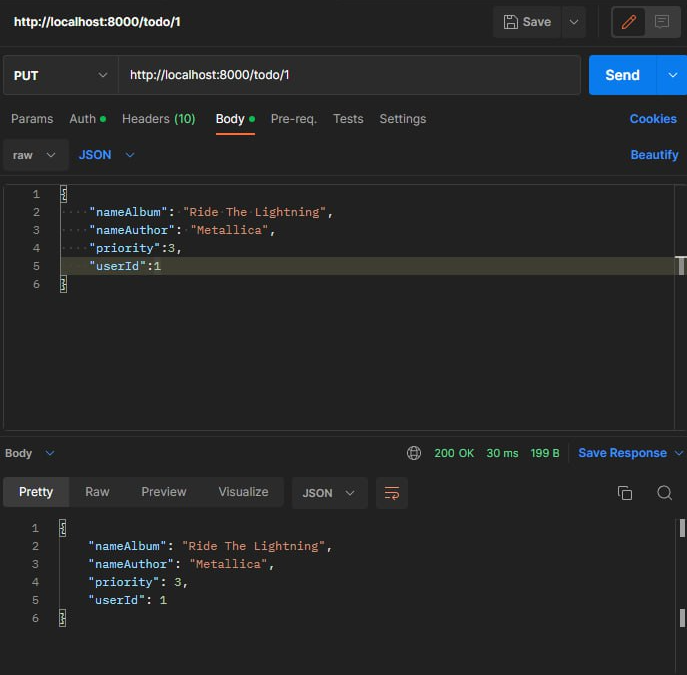 http://localhost:8000/todo/1 Save
PUT http://localhost:8000/todo/1 Send
Params Auth Headers (10) Body Pre-req. Tests Settings Cookies
raw JSON Beautify
1 {
2 "nameAlbum": "Ride The Lightning",
3 "nameAuthor": "Metallica",
4 "priority":3,
5 "userId":1
6 }
Body 200 OK 30 ms 199 B Save Response
Pretty Raw Preview Visualize JSON
1 {
2 "nameAlbum": "Ride The Lightning",
3 "nameAuthor": "Metallica",
4 "priority": 3,
5 "userId": 1
6 }